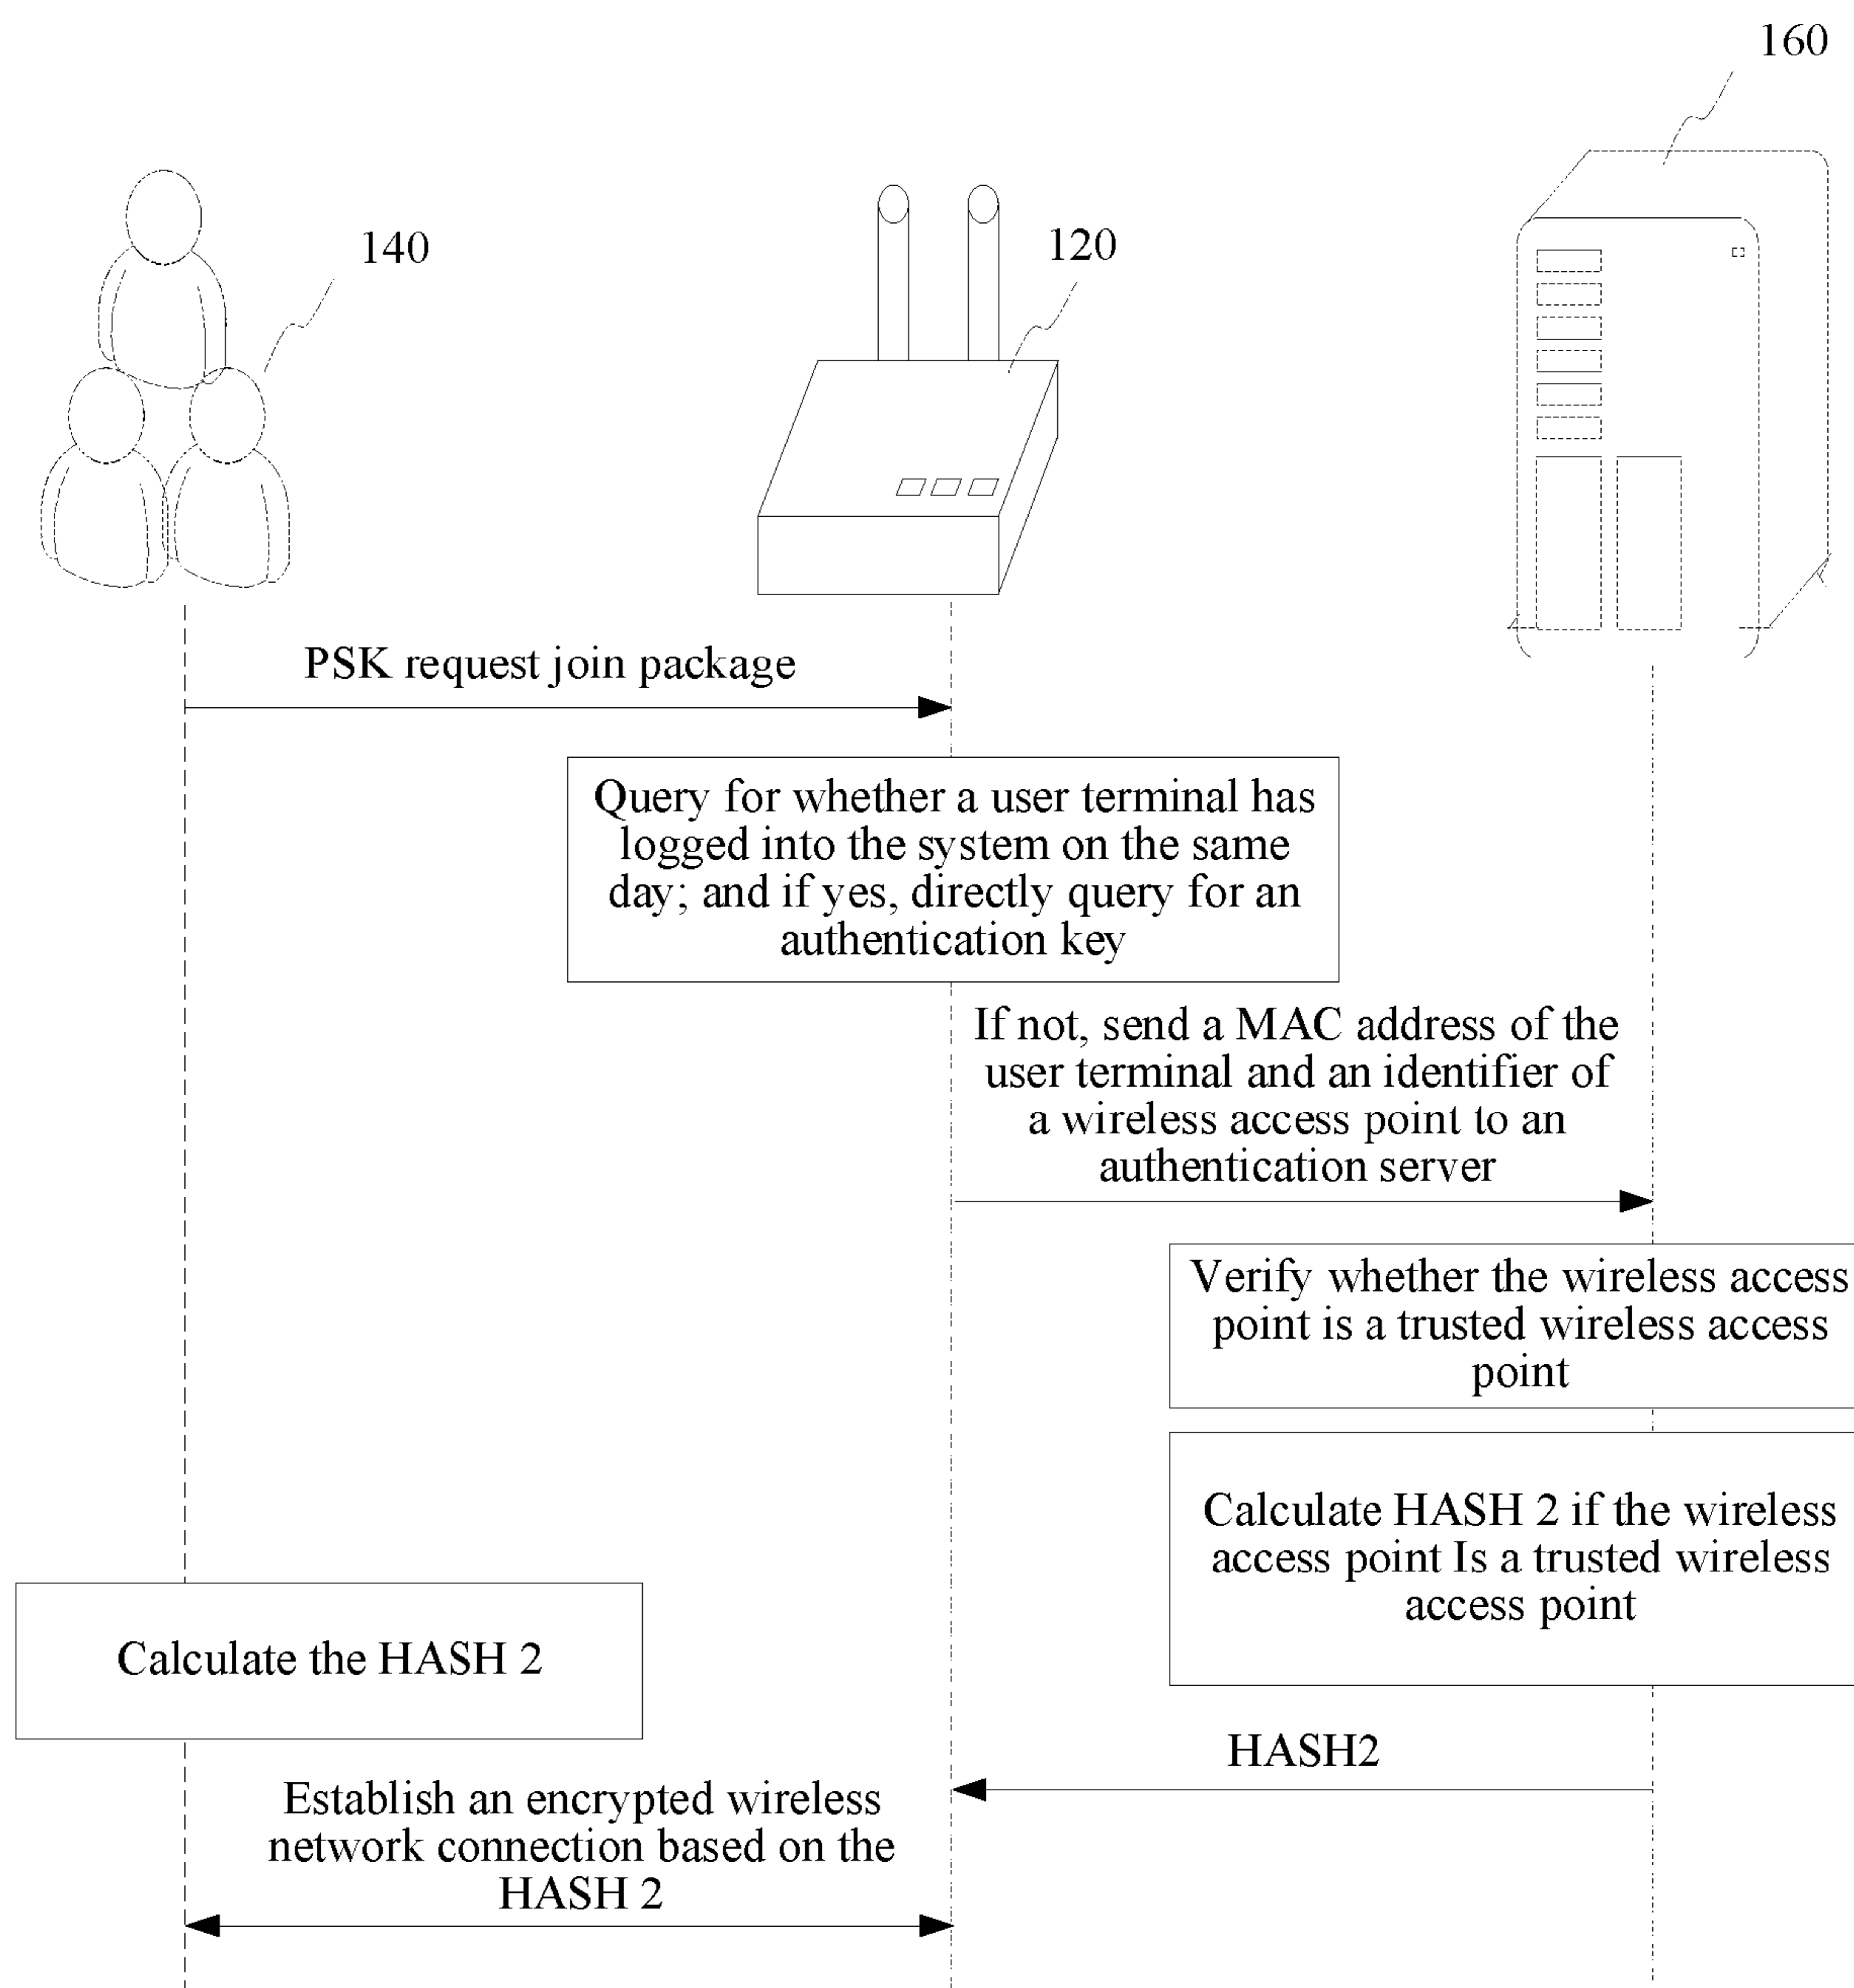 160
140
120
PSK request join package
Query for whether a user terminal has
logged into the system on the same
day; and if yes, directly query for an
authentication key
If not, send a MAC address of the
user terminal and an identifier of
a wireless access point to an
authentication server
Verify whether the wireless access
point is a trusted wireless access
point
Calculate HASH 2 if the wireless
access point Is a trusted wireless
access point
Calculate the HASH 2
HASH2
Establish an encrypted wireless
network connection based on the
HASH 2